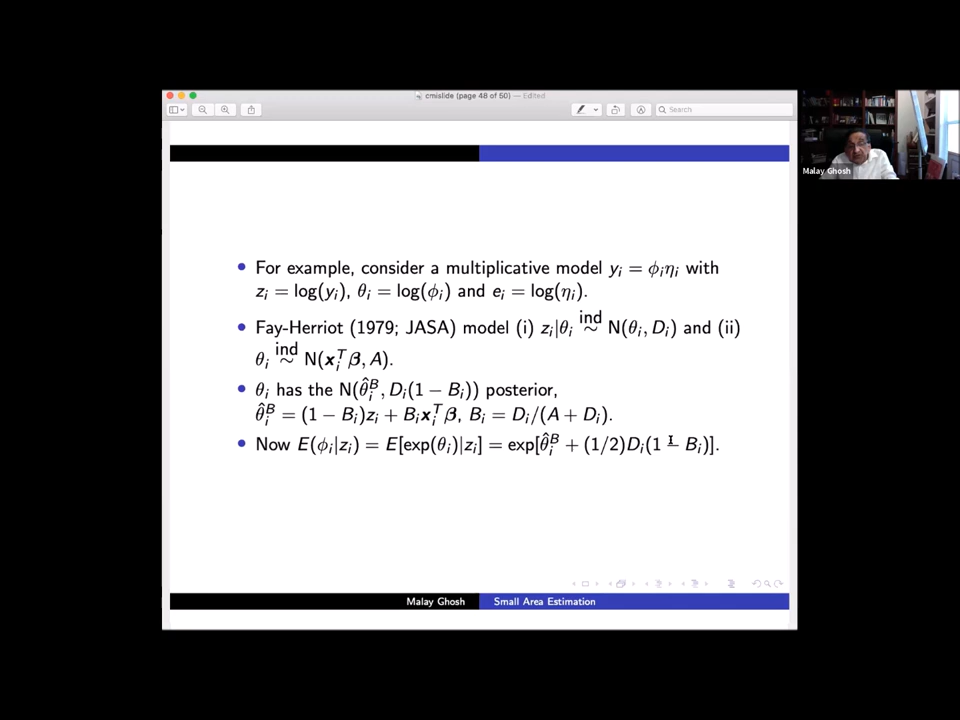 cmislide (page 48 of 50) — Edited
Search
Malay Ghosh
• For example, consider a multiplicative model yᵢ = ϕᵢηᵢ with
zᵢ = log(yᵢ), θᵢ = log(ϕᵢ) and eᵢ = log(ηᵢ).
• Fay-Herriot (1979; JASA) model (i) zᵢ|θᵢ ind ∼ N(θᵢ, Dᵢ) and (ii)
θᵢ ind ∼ N(xᵢᵀβ, A).
• θᵢ has the N(θ̂ᵢᴮ, Dᵢ(1 − Bᵢ)) posterior,
θ̂ᵢᴮ = (1 − Bᵢ)zᵢ + Bᵢxᵢᵀβ, Bᵢ = Dᵢ/(A + Dᵢ).
• Now E(ϕᵢ|zᵢ) = E[exp(θᵢ)|zᵢ] = exp[θ̂ᵢᴮ + (1/2)Dᵢ(1 − Bᵢ)].
Malay Ghosh Small Area Estimation